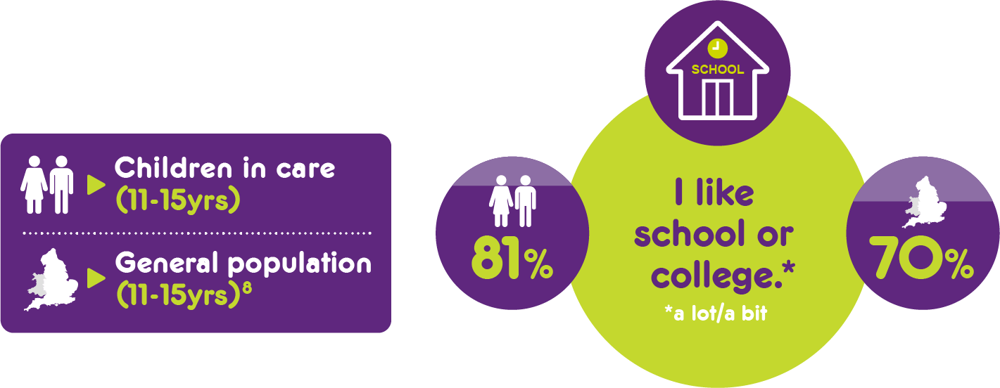 Children in care
(11-15yrs)
General population
(11-15yrs)⁸
SCHOOL
I like
school or
college.*
*a lot/a bit
81%
70%